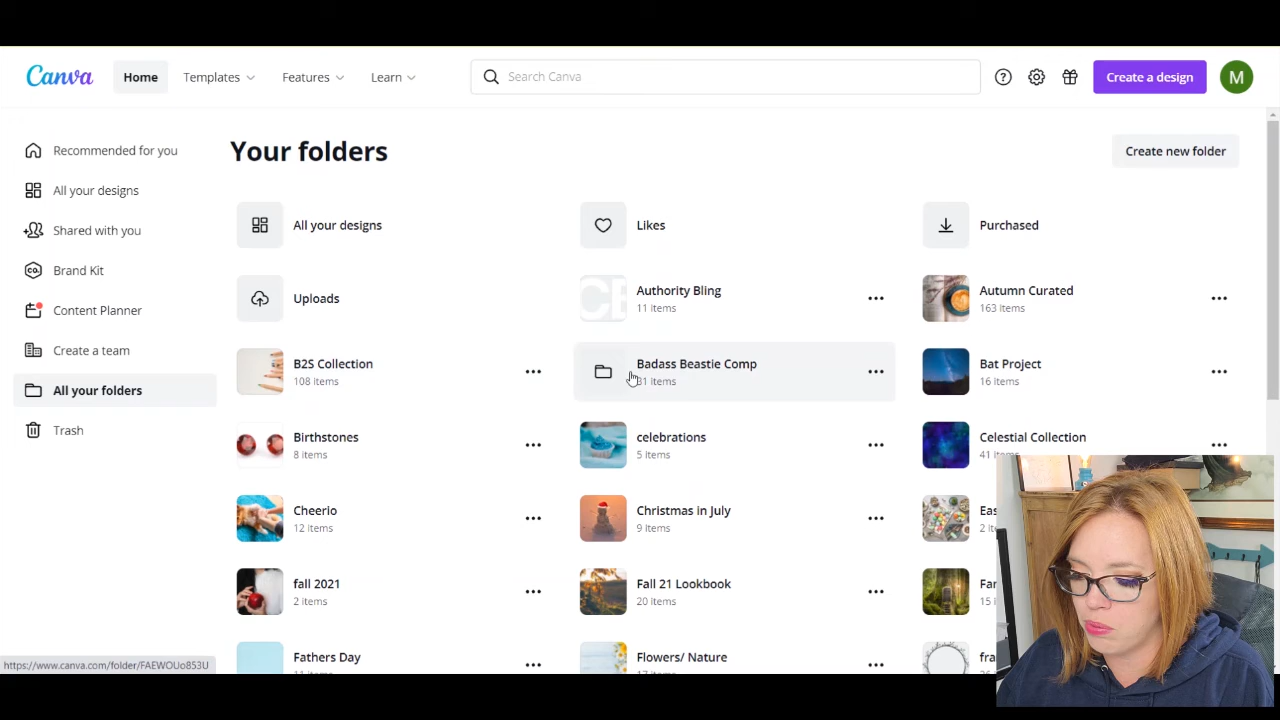 Canva
Home
Templates
Features
Learn
Search Canva
Create a design
M
Recommended for you
All your designs
Shared with you
Brand Kit
Content Planner
Create a team
All your folders
Trash
Your folders
Create new folder
All your designs
Likes
Purchased
Uploads
Authority Bling
11 items
Autumn Curated
163 items
B2S Collection
108 items
Badass Beastie Comp
31 items
Bat Project
16 items
Birthstones
8 items
celebrations
5 items
Celestial Collection
41 items
Cheerio
12 items
Christmas in July
9 items
fall 2021
2 items
Fall 21 Lookbook
20 items
Fathers Day
Flowers/ Nature
https://www.canva.com/folder/FAEWOUo853U